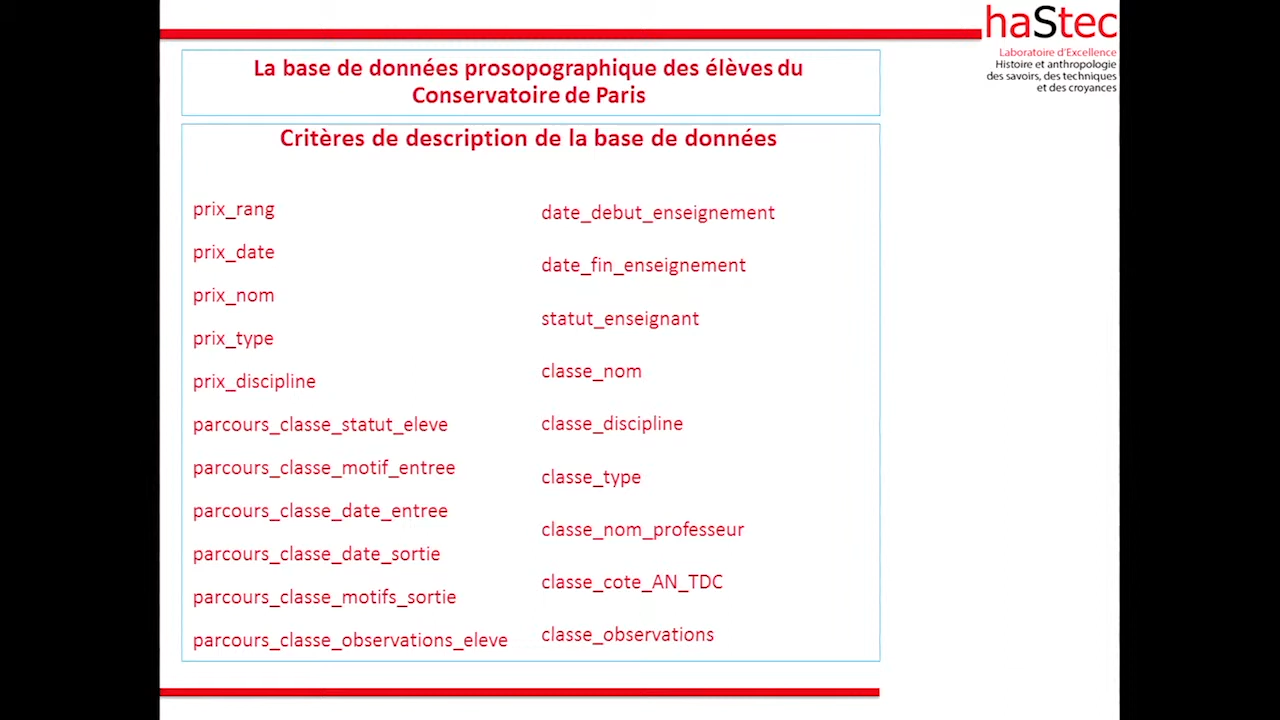 haStec
Laboratoire d'Excellence
Histoire et anthropologie
des savoirs, des techniques
et des croyances
La base de données prosopographique des élèves du
Conservatoire de Paris
Critères de description de la base de données
prix_rang
prix_date
prix_nom
prix_type
prix_discipline
parcours_classe_statut_eleve
parcours_classe_motif_entree
parcours_classe_date_entree
parcours_classe_date_sortie
parcours_classe_motifs_sortie
parcours_classe_observations_eleve
date_debut_enseignement
date_fin_enseignement
statut_enseignant
classe_nom
classe_discipline
classe_type
classe_nom_professeur
classe_cote_AN_TDC
classe_observations